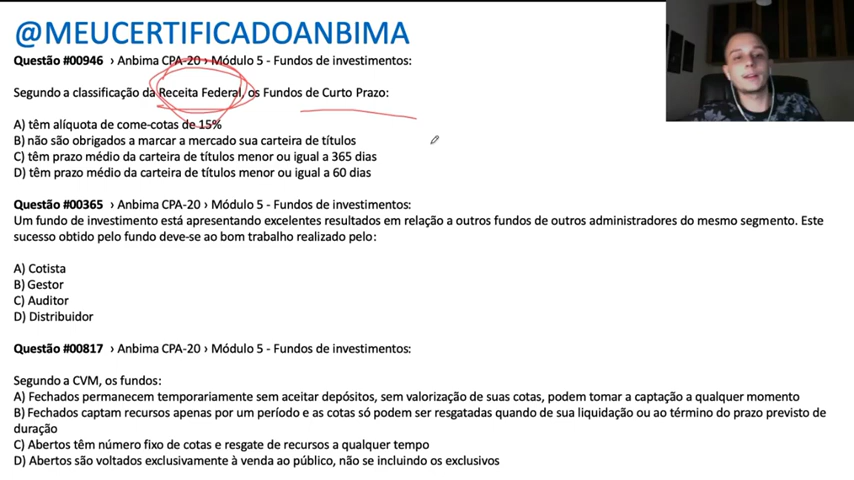 @MEUCERTIFICADOANBIMA
Questão #00946 › Anbima CPA-20 › Módulo 5 - Fundos de investimentos:
Segundo a classificação da Receita Federal, os Fundos de Curto Prazo:
A) têm alíquota de come-cotas de 15%
B) não são obrigados a marcar a mercado sua carteira de títulos
C) têm prazo médio da carteira de títulos menor ou igual a 365 dias
D) têm prazo médio da carteira de títulos menor ou igual a 60 dias
Questão #00365 › Anbima CPA-20 › Módulo 5 - Fundos de investimentos:
Um fundo de investimento está apresentando excelentes resultados em relação a outros fundos de outros administradores do mesmo segmento. Este
sucesso obtido pelo fundo deve-se ao bom trabalho realizado pelo:
A) Cotista
B) Gestor
C) Auditor
D) Distribuidor
Questão #00817 › Anbima CPA-20 › Módulo 5 - Fundos de investimentos:
Segundo a CVM, os fundos:
A) Fechados permanecem temporariamente sem aceitar depósitos, sem valorização de suas cotas, podem tomar a captação a qualquer momento
B) Fechados captam recursos apenas por um período e as cotas só podem ser resgatadas quando de sua liquidação ou ao término do prazo previsto de
duração
C) Abertos têm número fixo de cotas e resgate de recursos a qualquer tempo
D) Abertos são voltados exclusivamente à venda ao público, não se incluindo os exclusivos